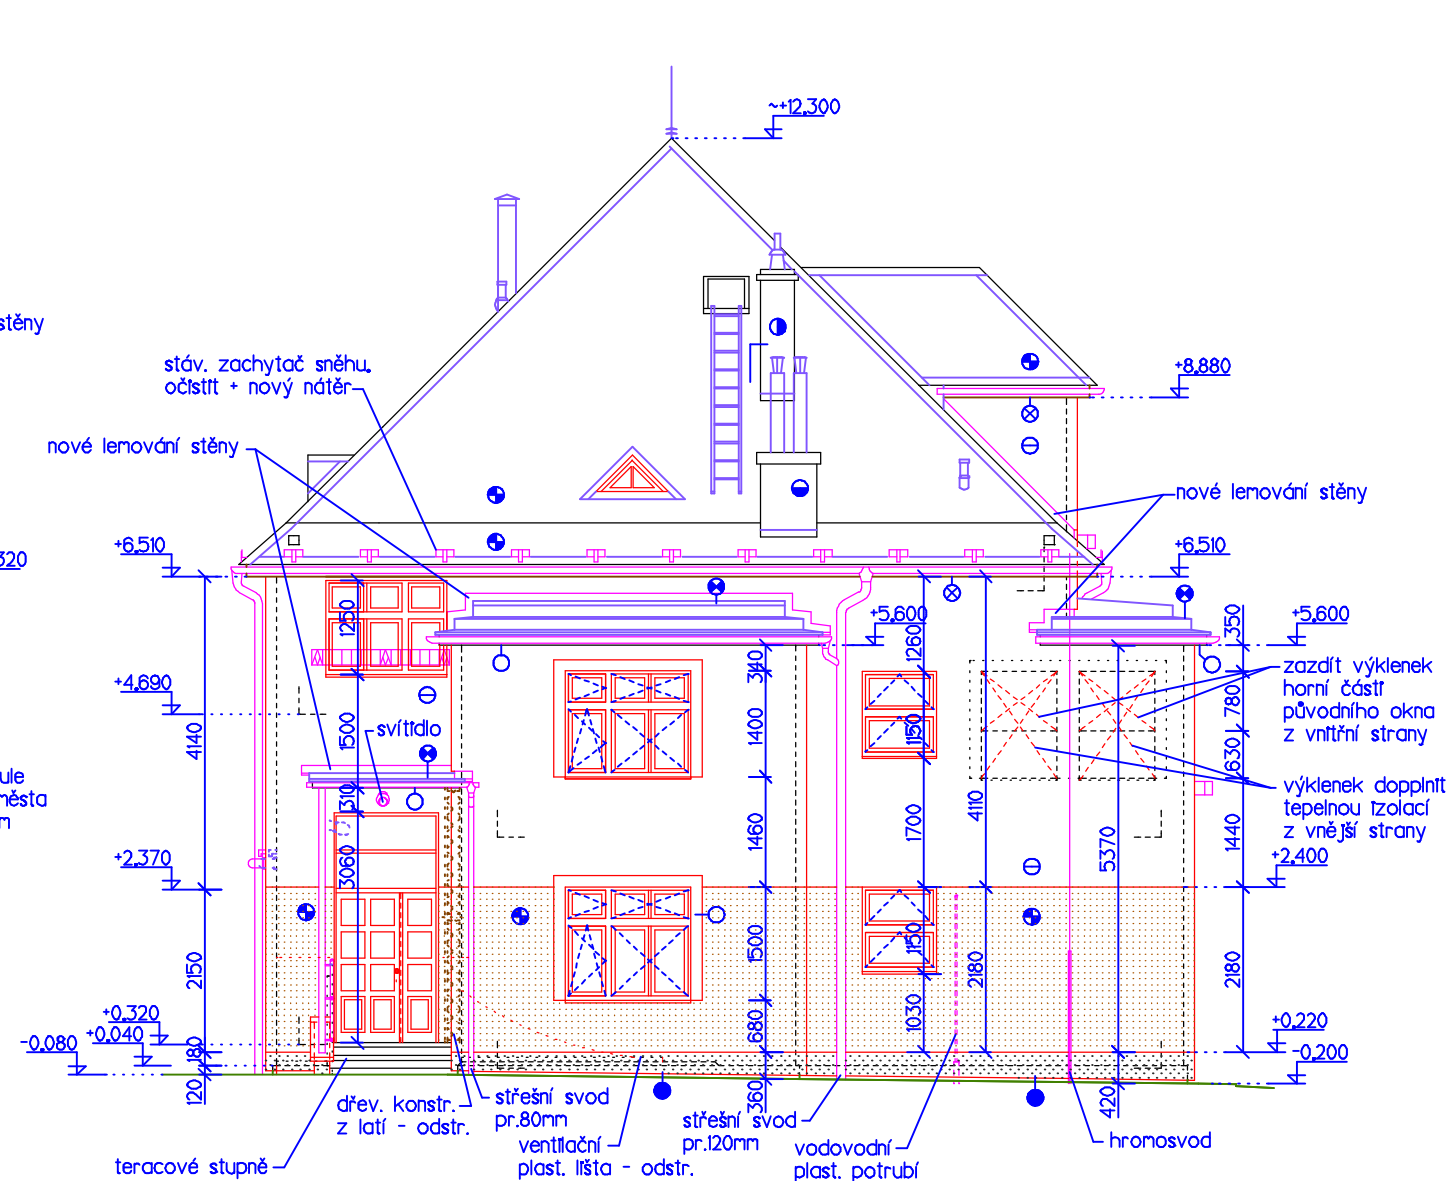 ~+12,300
stěny
stáv. zachytač sněhu.
očistit + nový nátěr
+8,880
nové lemování stěny
nové lemování stěny
+6,510
320
+6,510
+5,600
+5,600
1250
340
1260
350
zazdít výklenek
horní části
původního okna
z vnitřní strany
+4,690
4140
1500
svítidlo
1400
1150
780
630
ule
města
m
310
výklenek dopplnit
tepelnou izolací
z vnější strany
+2,370
3060
1460
1700
4110
5370
1440
+2,400
2150
1500
1150
2180
2180
+0,320
+0,040
-0,080
180
120
680
1030
360
420
+0,220
-0,200
dřev. konstr.
z latí - odstr.
střešní svod
pr.80mm
ventilační
plast. lišta - odstr.
střešní svod
pr.120mm
vodovodní
plast. potrubí
hromosvod
teracové stupně